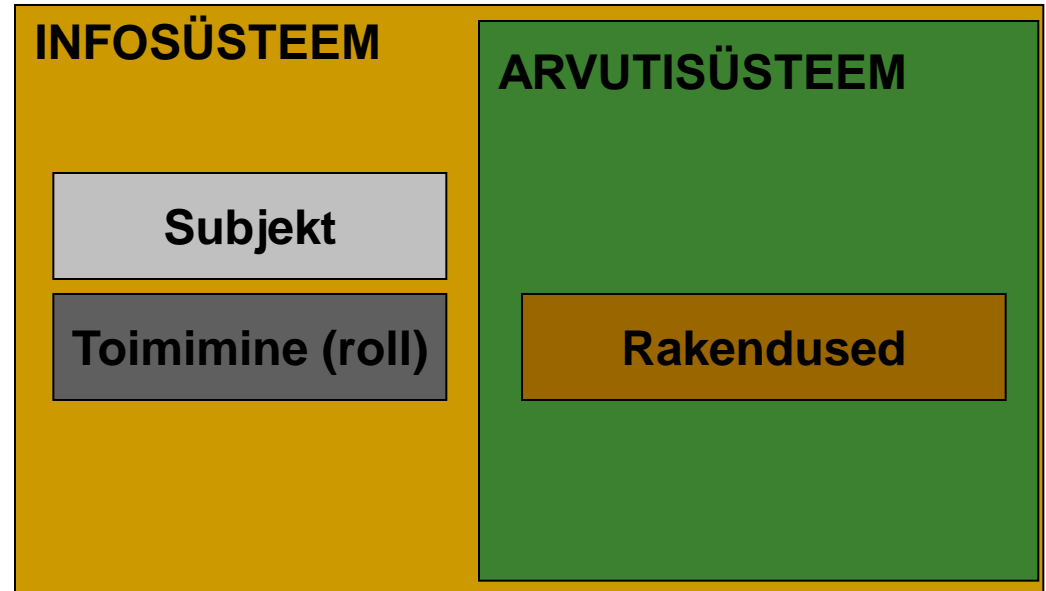 INFOSÜSTEEM
ARVUTISÜSTEEM
Subjekt
Toimimine (roll)
Rakendused